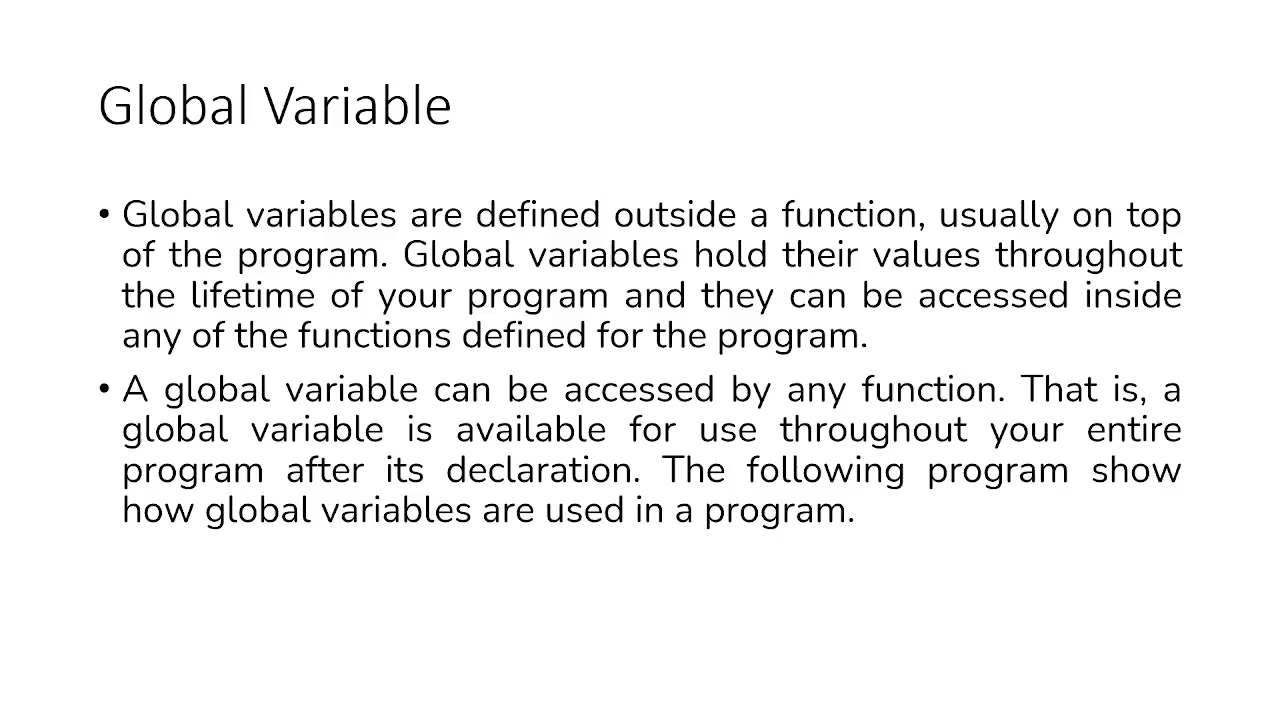 Global Variable
• Global variables are defined outside a function, usually on top
of the program. Global variables hold their values throughout
the lifetime of your program and they can be accessed inside
any of the functions defined for the program.
• A global variable can be accessed by any function. That is, a
global variable is available for use throughout your entire
program after its declaration. The following program show
how global variables are used in a program.